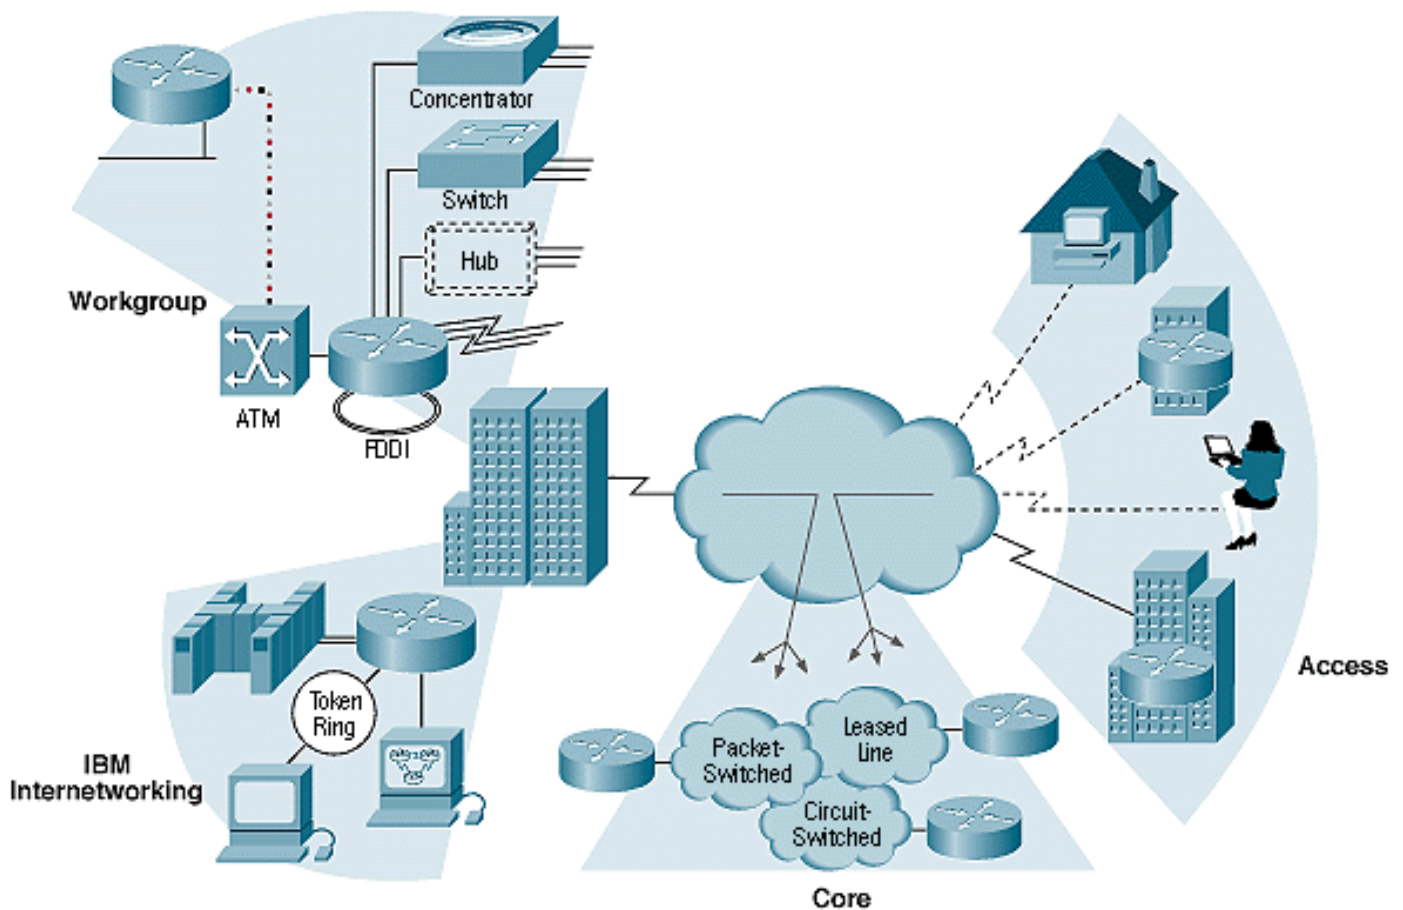 Concentrator
Switch
Hub
Workgroup
ATM
FDDI
Token
Ring
IBM
Internetworking
Packet-
Switched
Leased
Line
Circuit-
Switched
Core
Access